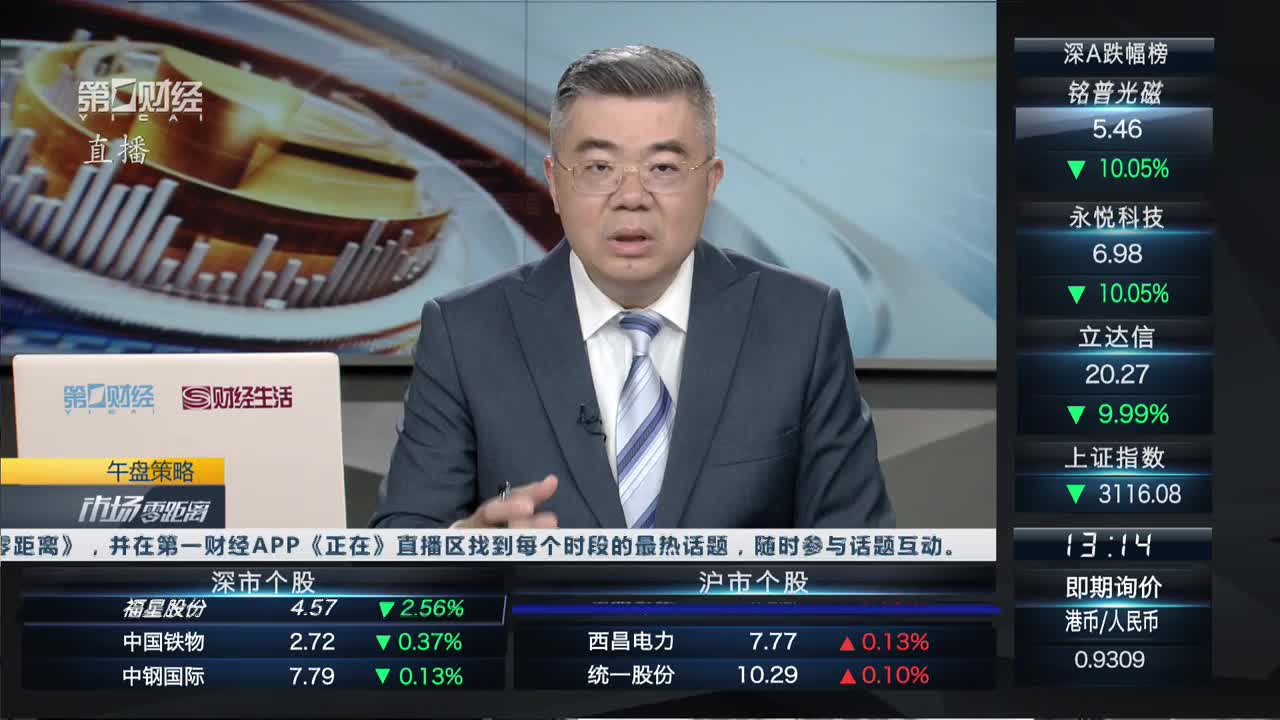 第一财经
YICAI
直播
第一财经
YICAI
财经生活
午盘策略
市场零距离
零距离》，并在第一财经APP《正在》直播区找到每个时段的最热话题，随时参与话题互动。
深市个股
福星股份 4.57 ▼2.56%
中国铁物 2.72 ▼0.37%
中钢国际 7.79 ▼0.13%
沪市个股
西昌电力 7.77 ▲0.13%
统一股份 10.29 ▲0.10%
深A跌幅榜
铭普光磁
5.46
▼ 10.05%
永悦科技
6.98
▼ 10.05%
立达信
20.27
▼ 9.99%
上证指数
▼ 3116.08
13:14
即期询价
港币/人民币
0.9309